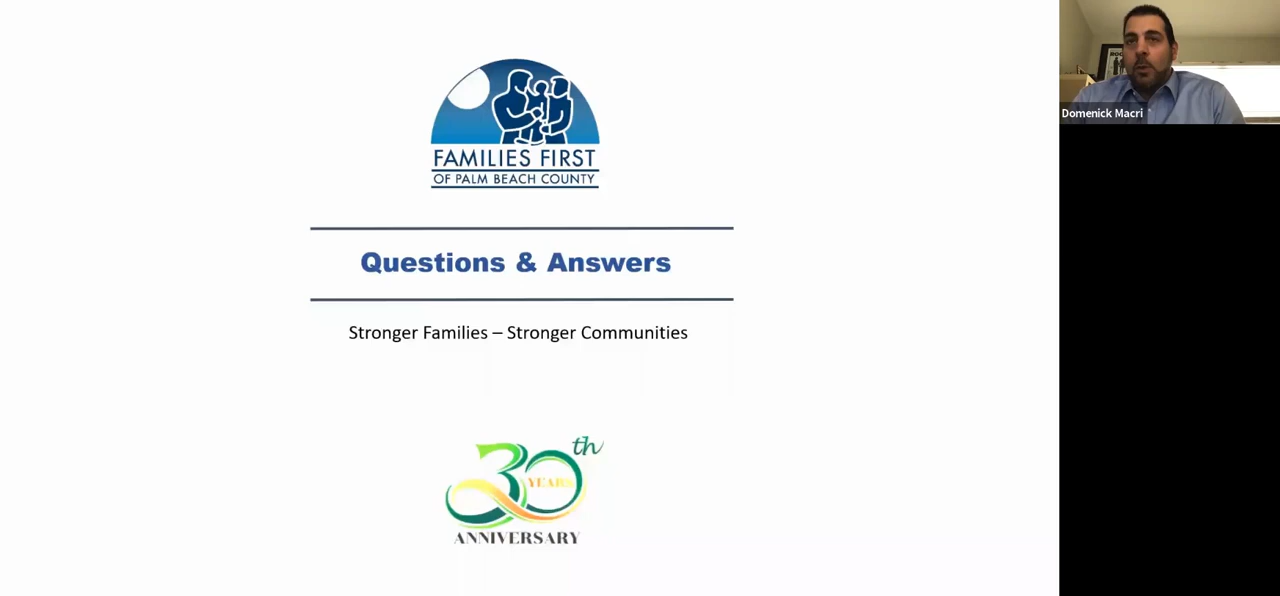 FAMILIES FIRST
OF PALM BEACH COUNTY
Questions & Answers
Stronger Families – Stronger Communities
30th
YEARS
ANNIVERSARY
Domenick Macri